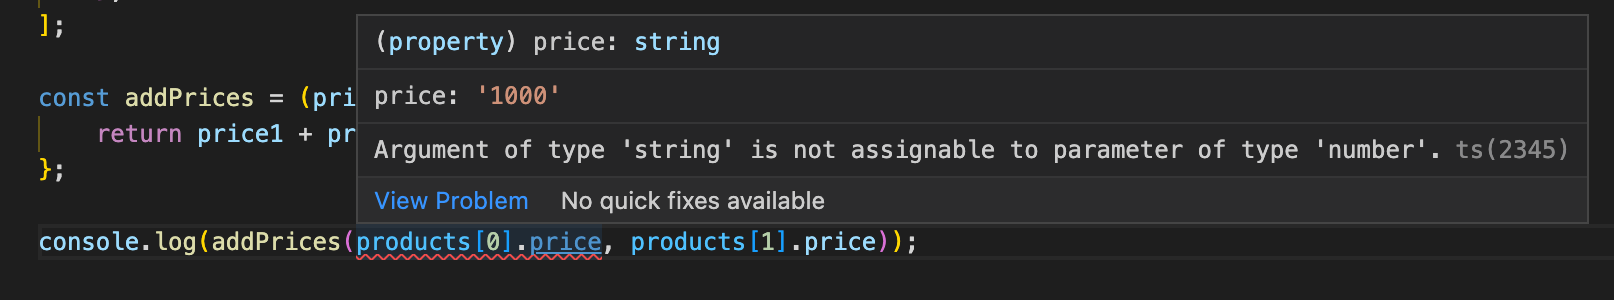 ];
(property) price: string
const addPrices = (pri
price: '1000'
return price1 + pr
Argument of type 'string' is not assignable to parameter of type 'number'. ts(2345)
};
View Problem No quick fixes available
console.log(addPrices(products[0].price, products[1].price));